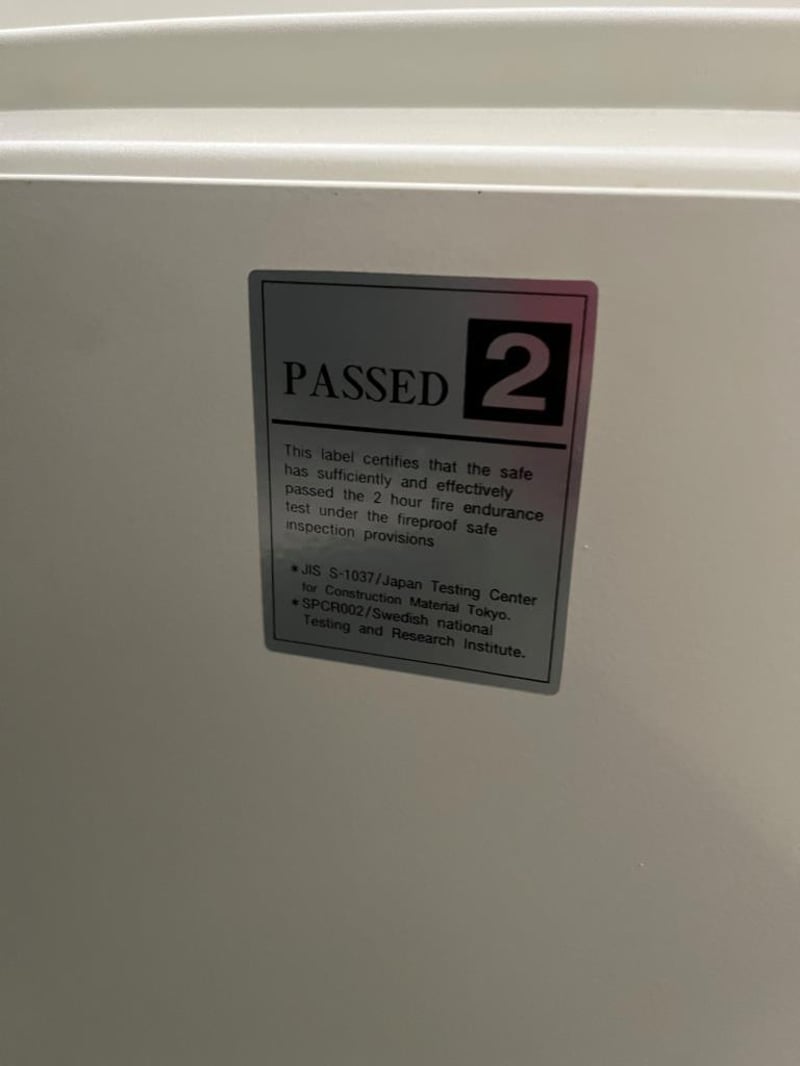 PASSED 2
This label certifies that the safe
has sufficiently and effectively
passed the 2 hour fire endurance
test under the fireproof safe
inspection provisions
*JIS S-1037/Japan Testing Center
for Construction Material Tokyo.
*SPCR002/Swedish national
Testing and Research Institute.